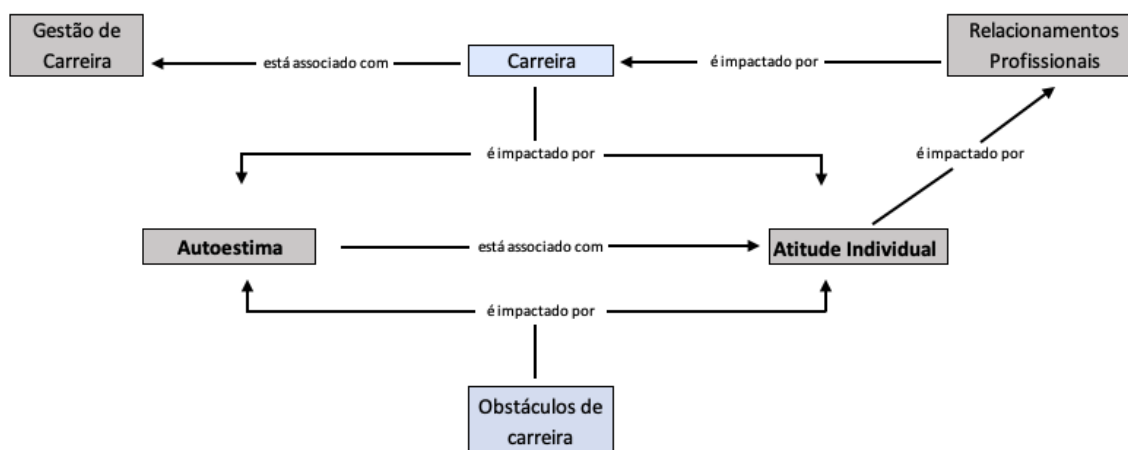 Gestão de
Carreira
está associado com
Carreira
é impactado por
Relacionamentos
Profissionais
é impactado por
é impactado por
Autoestima
está associado com
Atitude Individual
é impactado por
Obstáculos de
carreira